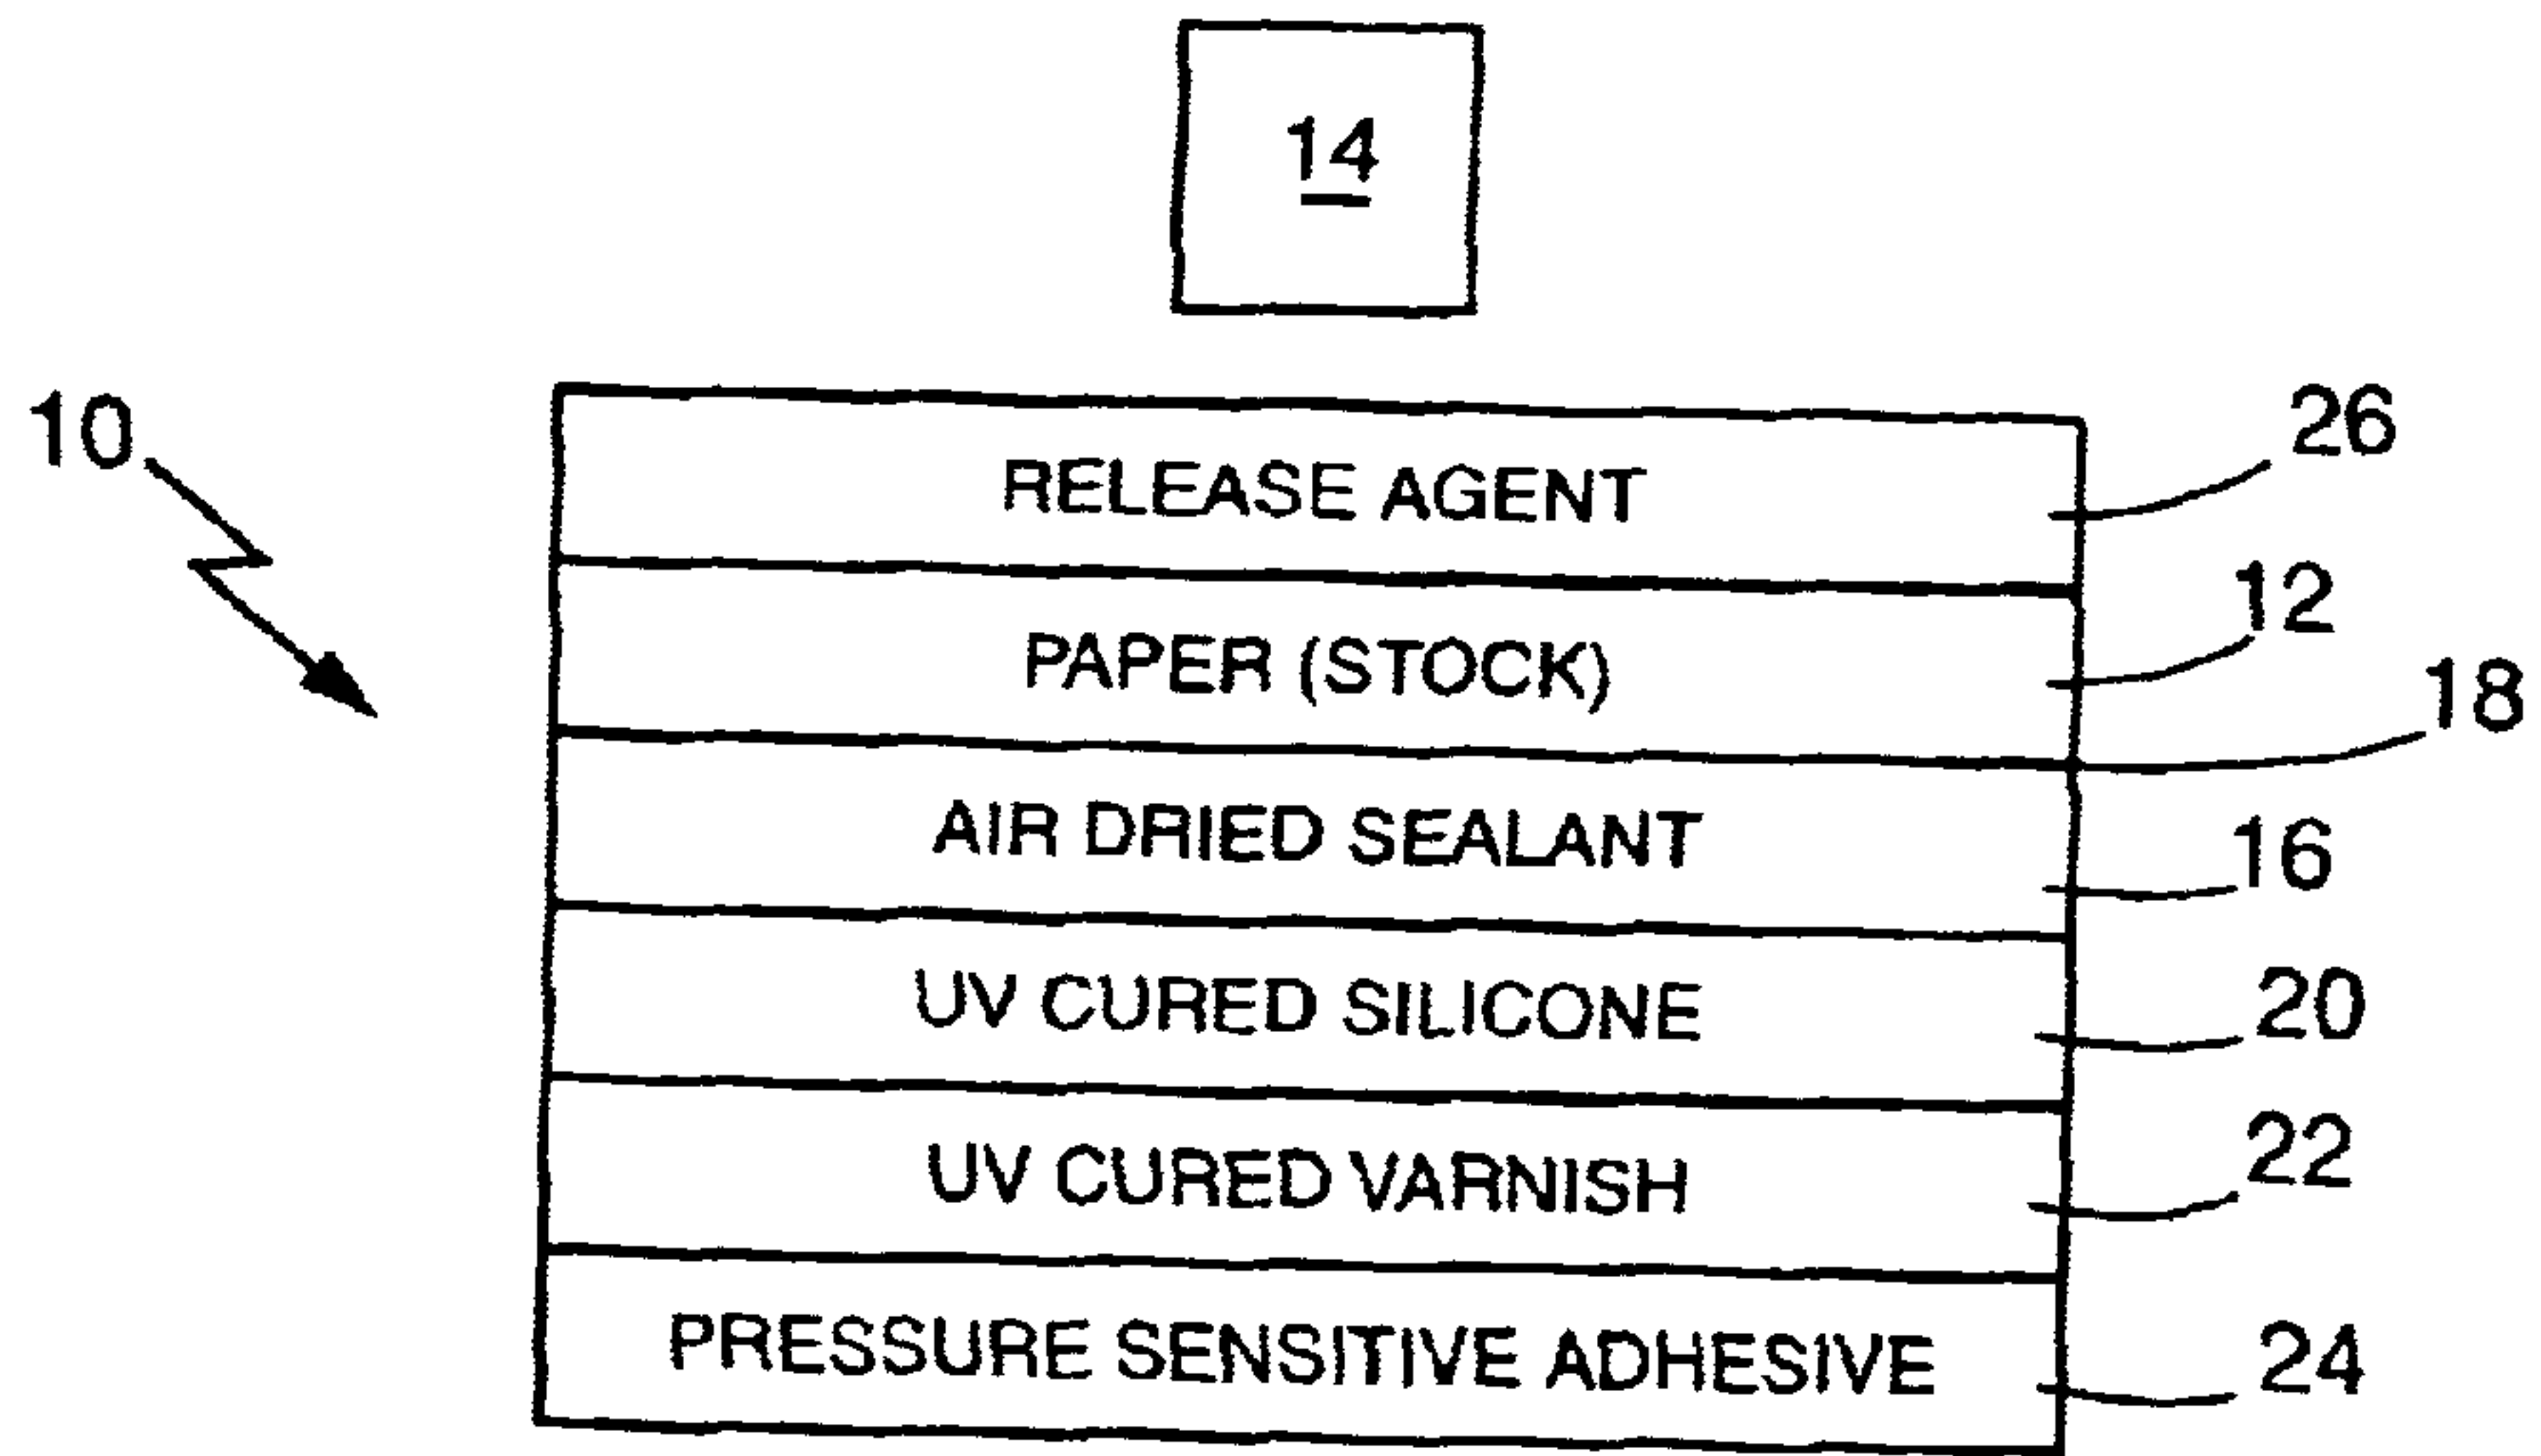 14
10
RELEASE AGENT 26
PAPER (STOCK) 12
18
AIR DRIED SEALANT 16
UV CURED SILICONE 20
UV CURED VARNISH 22
PRESSURE SENSITIVE ADHESIVE 24